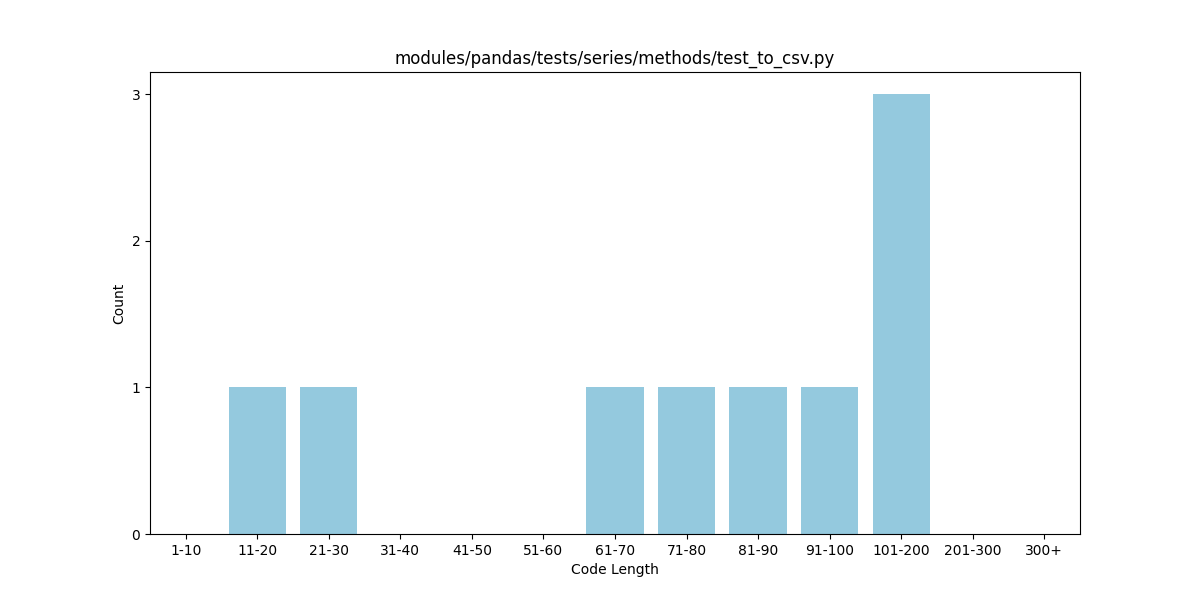 modules/pandas/tests/series/methods/test_to_csv.py
3
2
1
0
Count
1-10 11-20 21-30 31-40 41-50 51-60 61-70 71-80 81-90 91-100 101-200 201-300 300+
Code Length